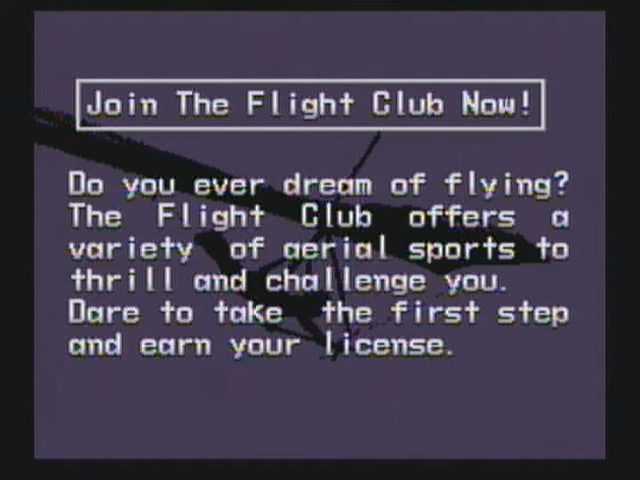 Join The Flight Club Now!
Do you ever dream of flying?
The Flight Club offers a
variety of aerial sports to
thrill and challenge you.
Dare to take the first step
and earn your license.